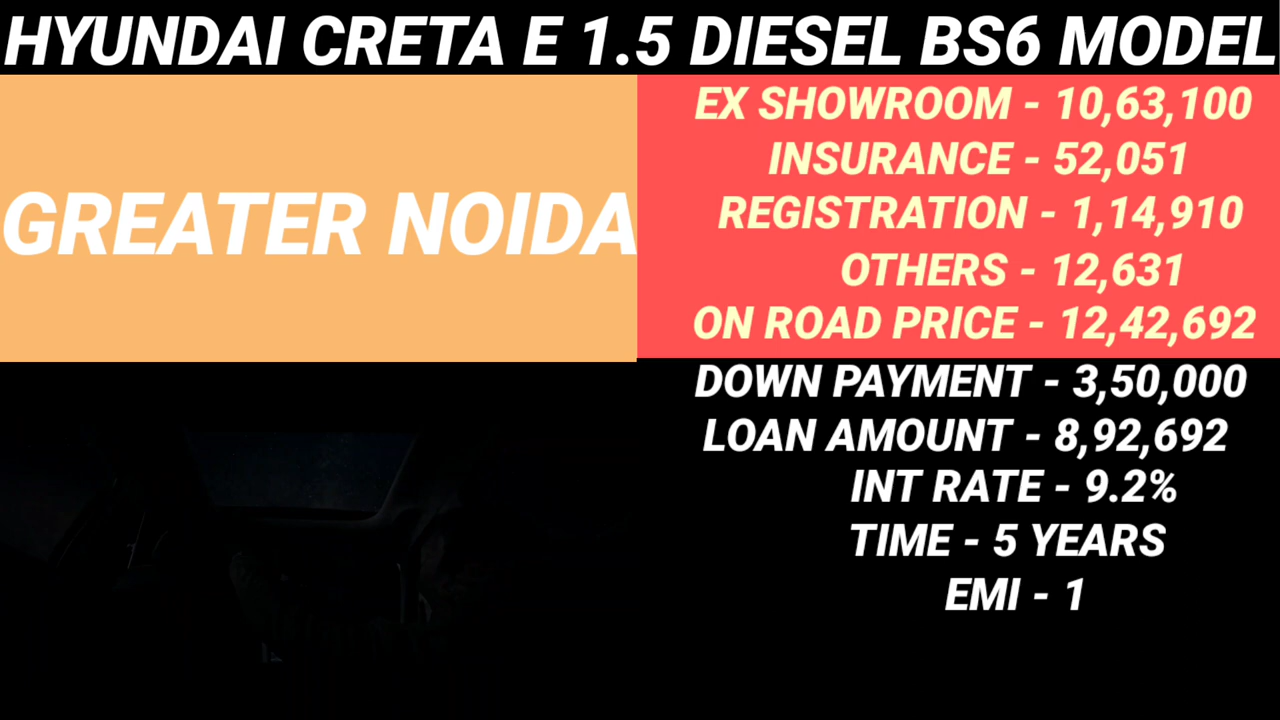 HYUNDAI CRETA E 1.5 DIESEL BS6 MODEL
GREATER NOIDA
EX SHOWROOM - 10,63,100
INSURANCE - 52,051
REGISTRATION - 1,14,910
OTHERS - 12,631
ON ROAD PRICE - 12,42,692
DOWN PAYMENT - 3,50,000
LOAN AMOUNT - 8,92,692
INT RATE - 9.2%
TIME - 5 YEARS
EMI - 1